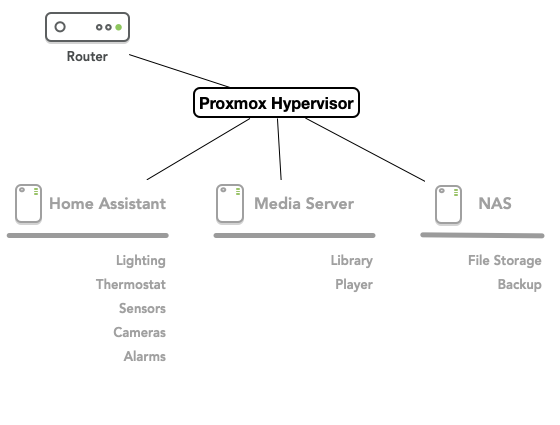 Router
Proxmox Hypervisor
Home Assistant
Lighting
Thermostat
Sensors
Cameras
Alarms
Media Server
Library
Player
NAS
File Storage
Backup